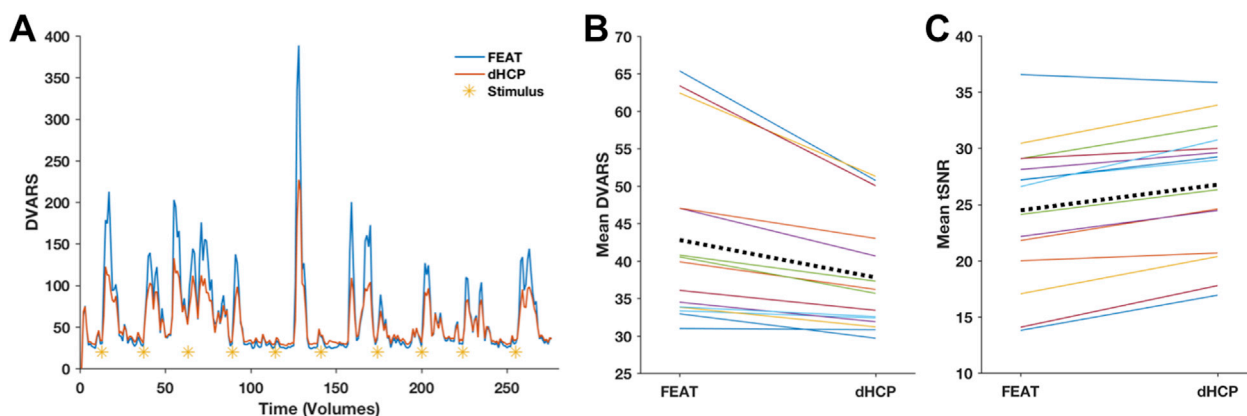 A
B
C
DVARS
400
350
300
250
200
150
100
50
0
0 50 100 150 200 250
Time (Volumes)
FEAT
dHCP
Stimulus
Mean DVARS
70
65
60
55
50
45
40
35
30
25
FEAT dHCP
Mean tSNR
40
35
30
25
20
15
10
FEAT dHCP